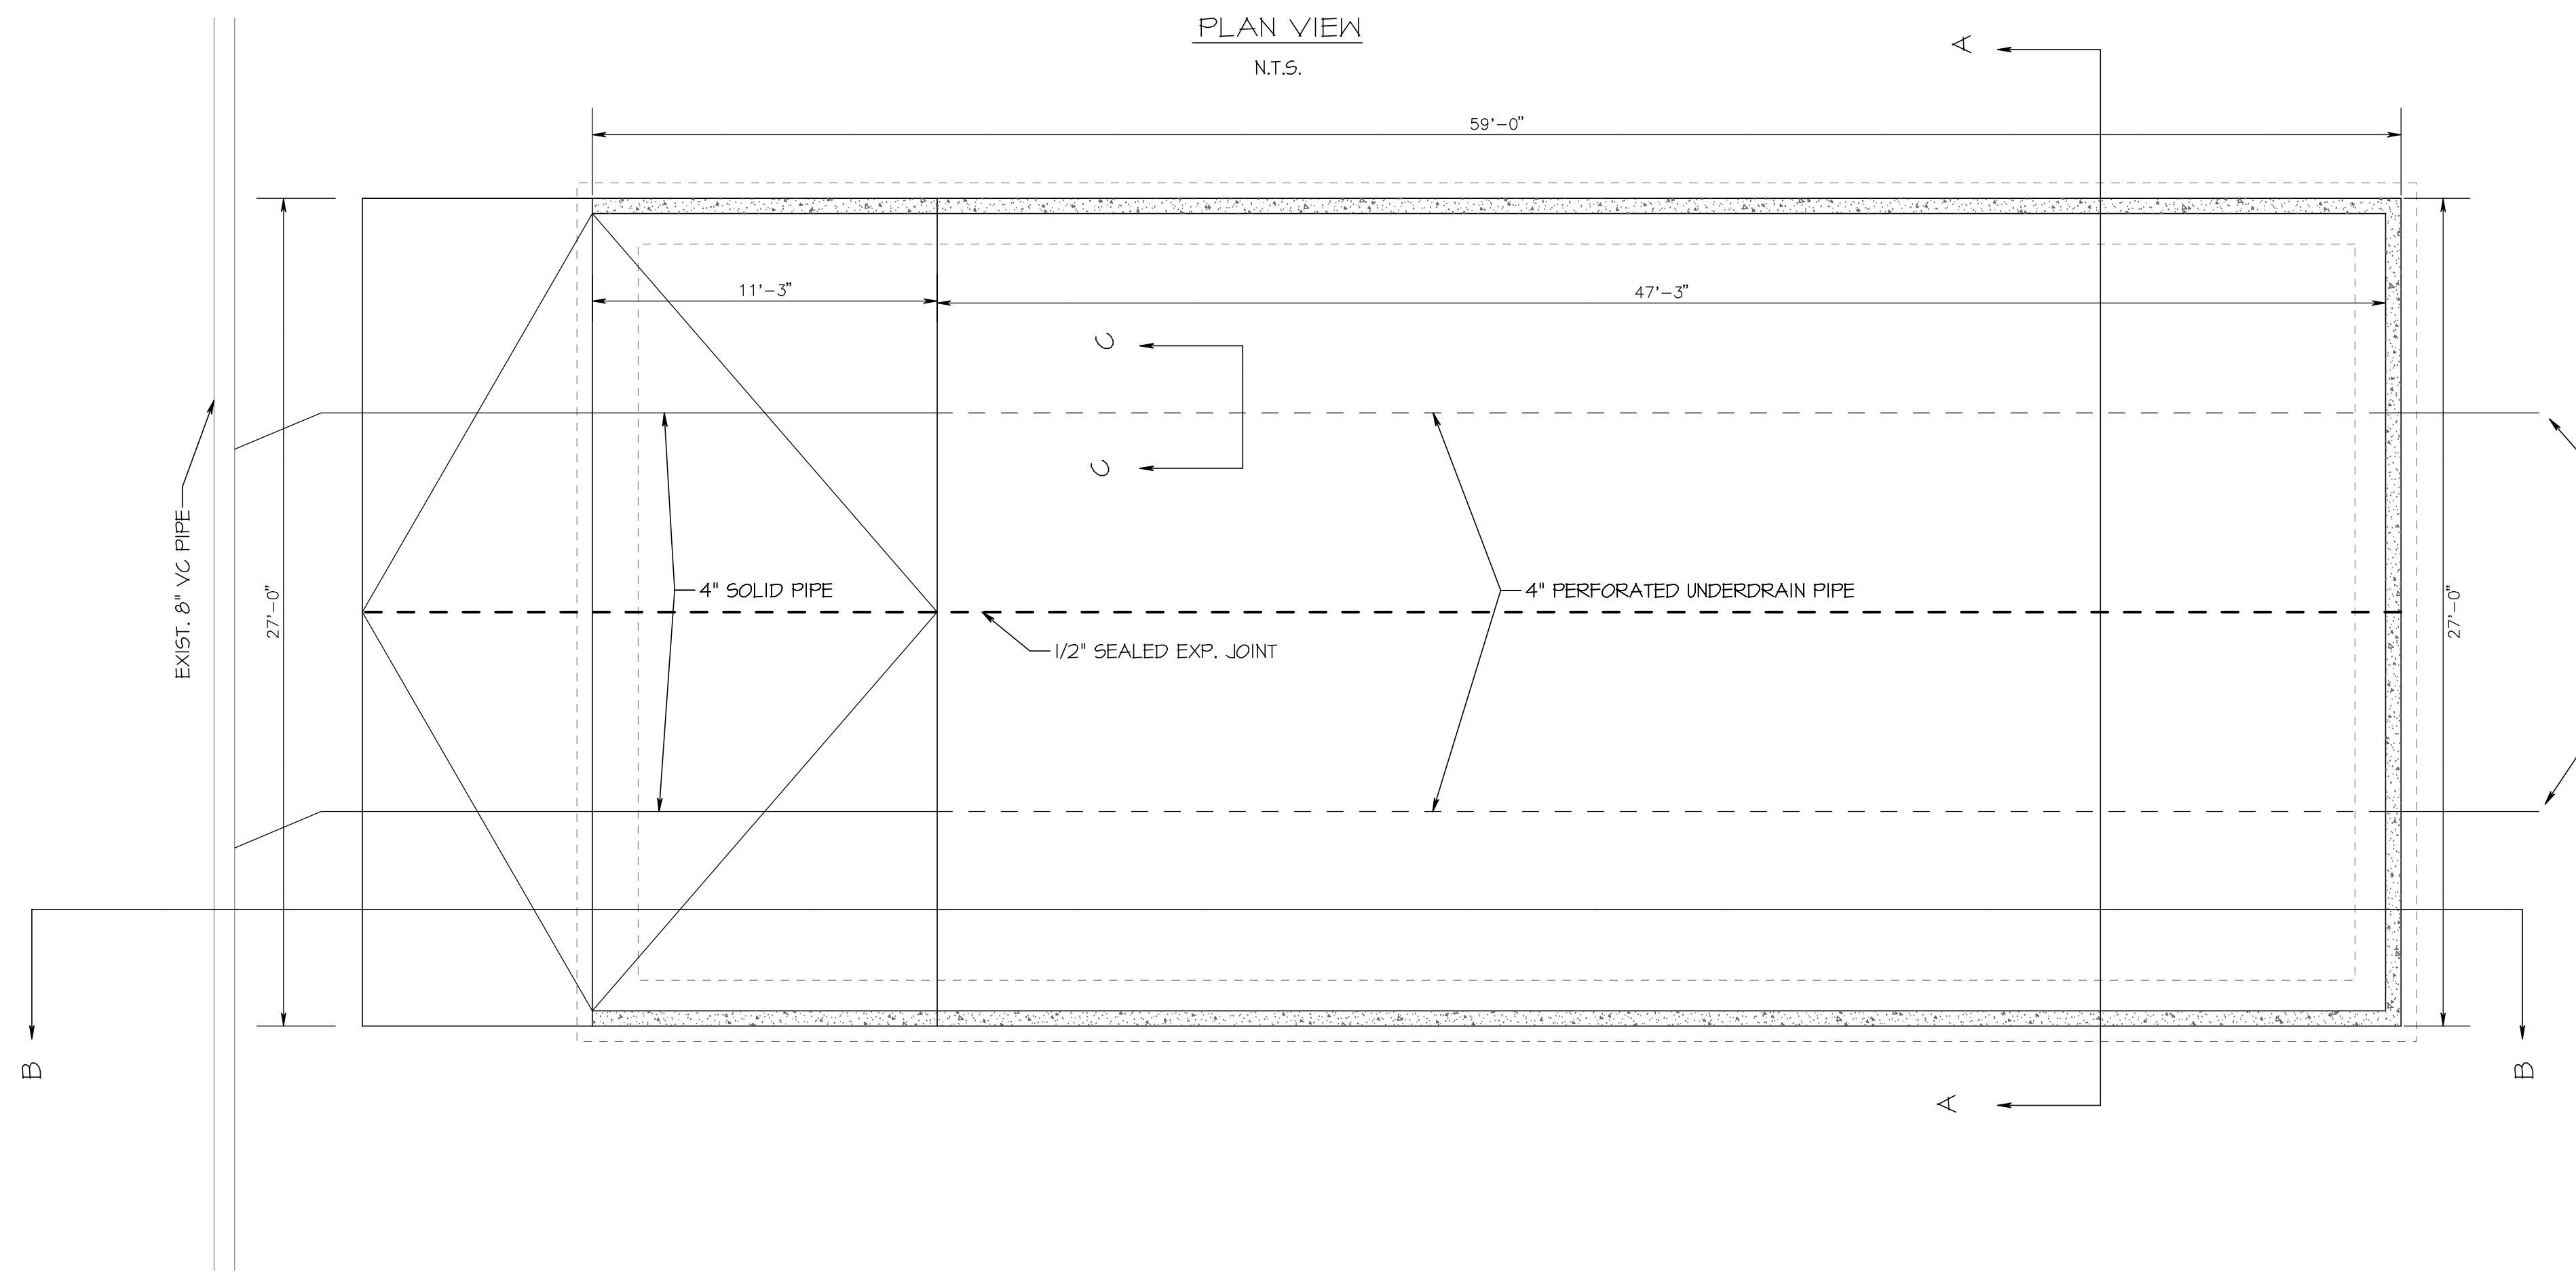 PLAN VIEW
N.T.S.
A
59'-0"
11'-3"
47'-3"
C
C
EXIST. 8" VC PIPE
27'-0"
4" SOLID PIPE
4" PERFORATED UNDERDRAIN PIPE
27'-0"
1/2" SEALED EXP. JOINT
B
B
A